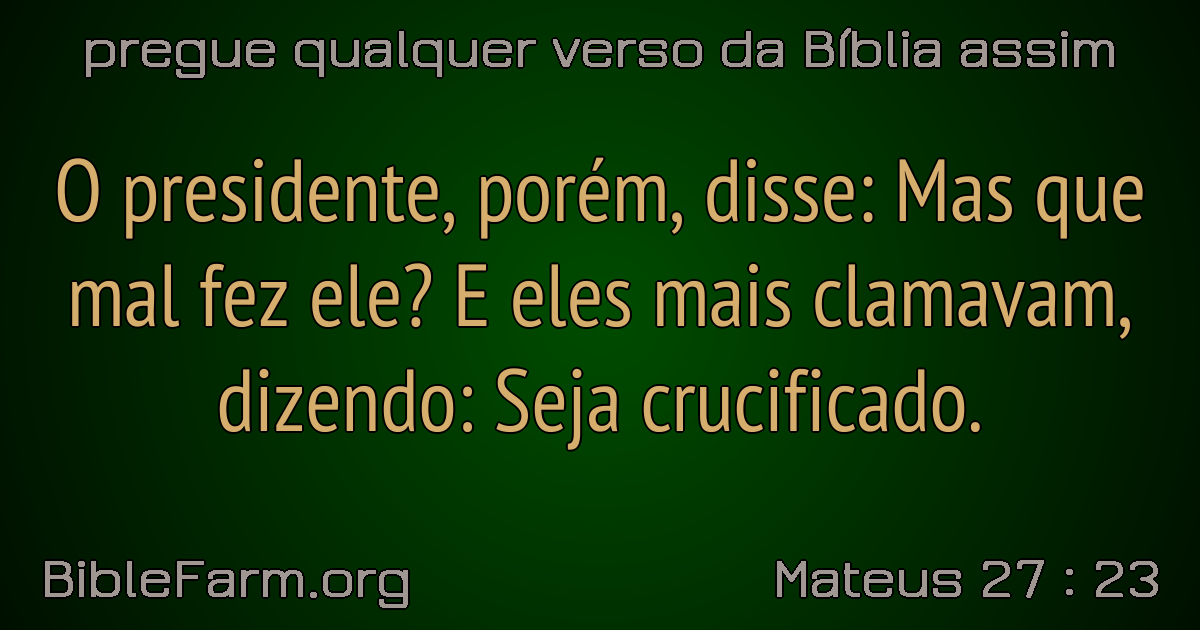 pregue qualquer verso da Bíblia assim
O presidente, porém, disse: Mas que
mal fez ele? E eles mais clamavam,
dizendo: Seja crucificado.
BibleFarm.org
Mateus 27 : 23